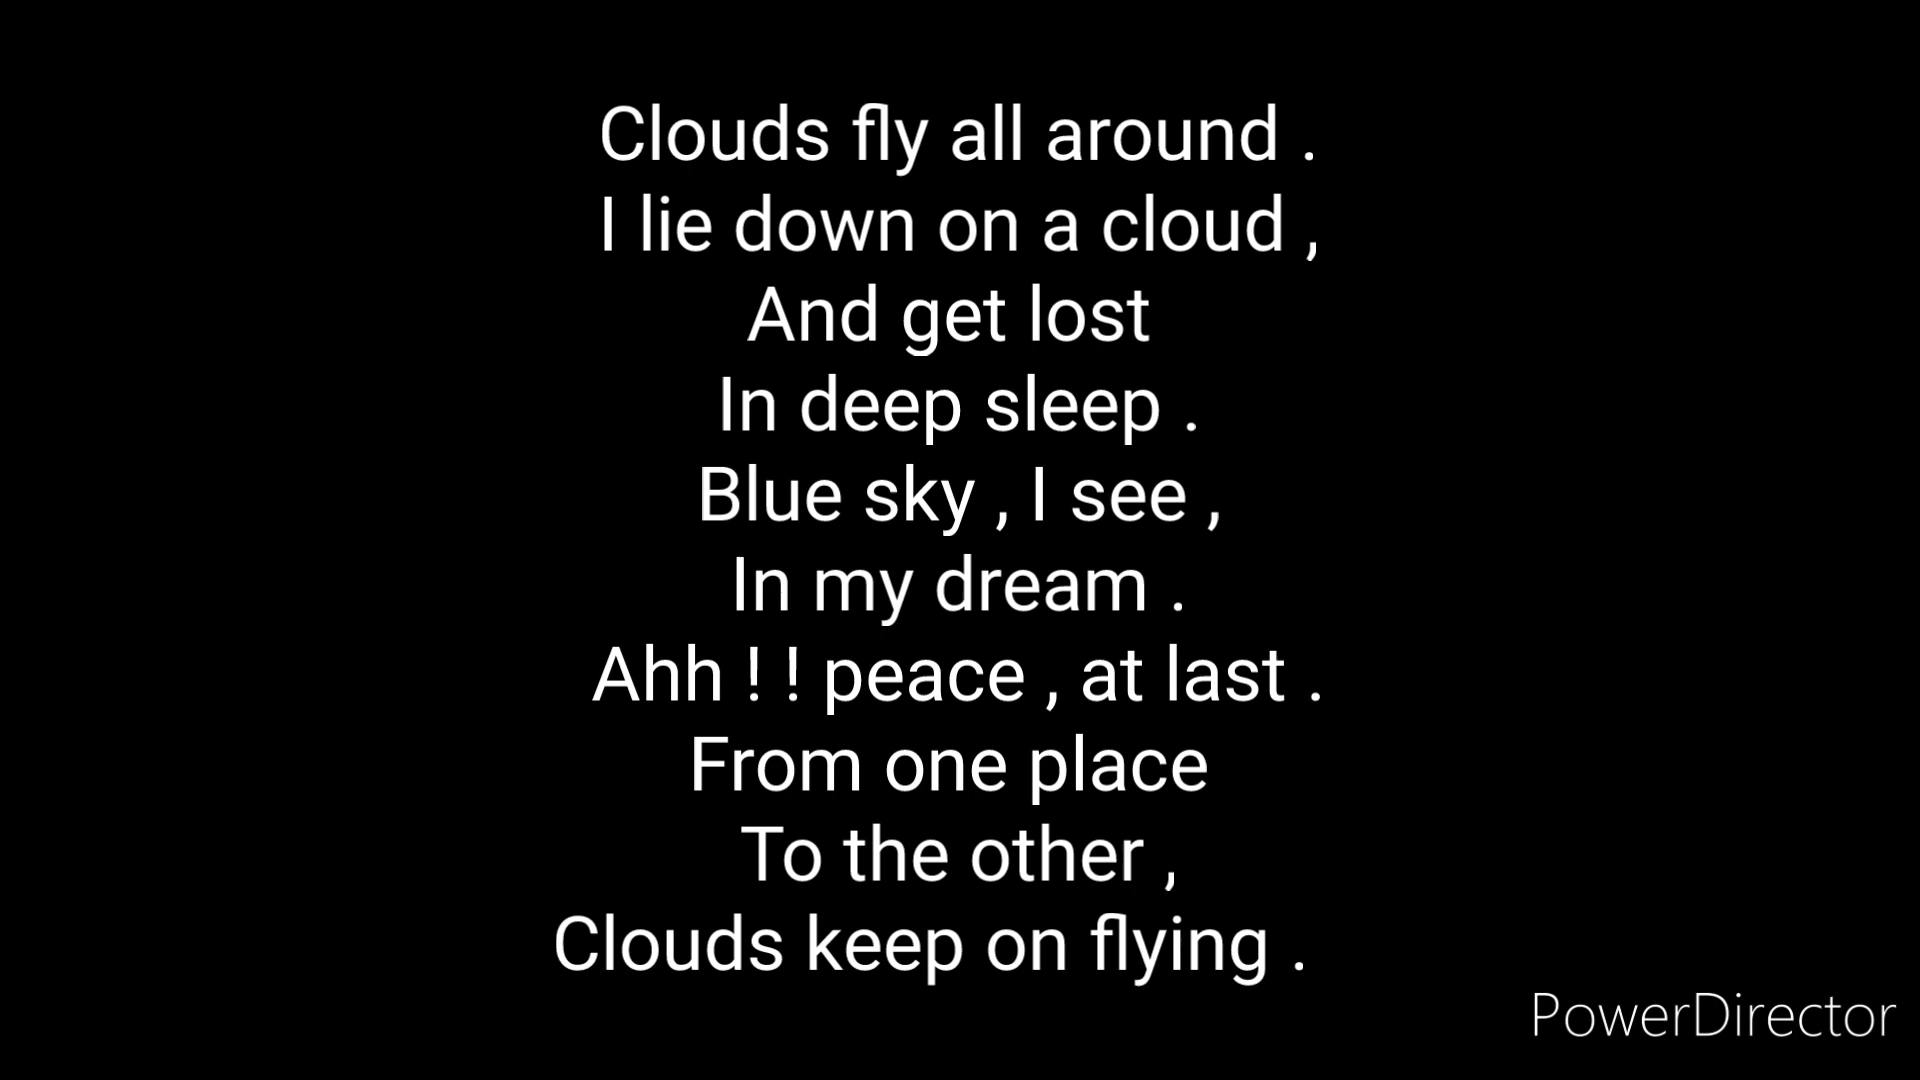 Clouds fly all around .
I lie down on a cloud ,
And get lost
In deep sleep .
Blue sky , I see ,
In my dream .
Ahh ! ! peace , at last .
From one place
To the other ,
Clouds keep on flying .
PowerDirector